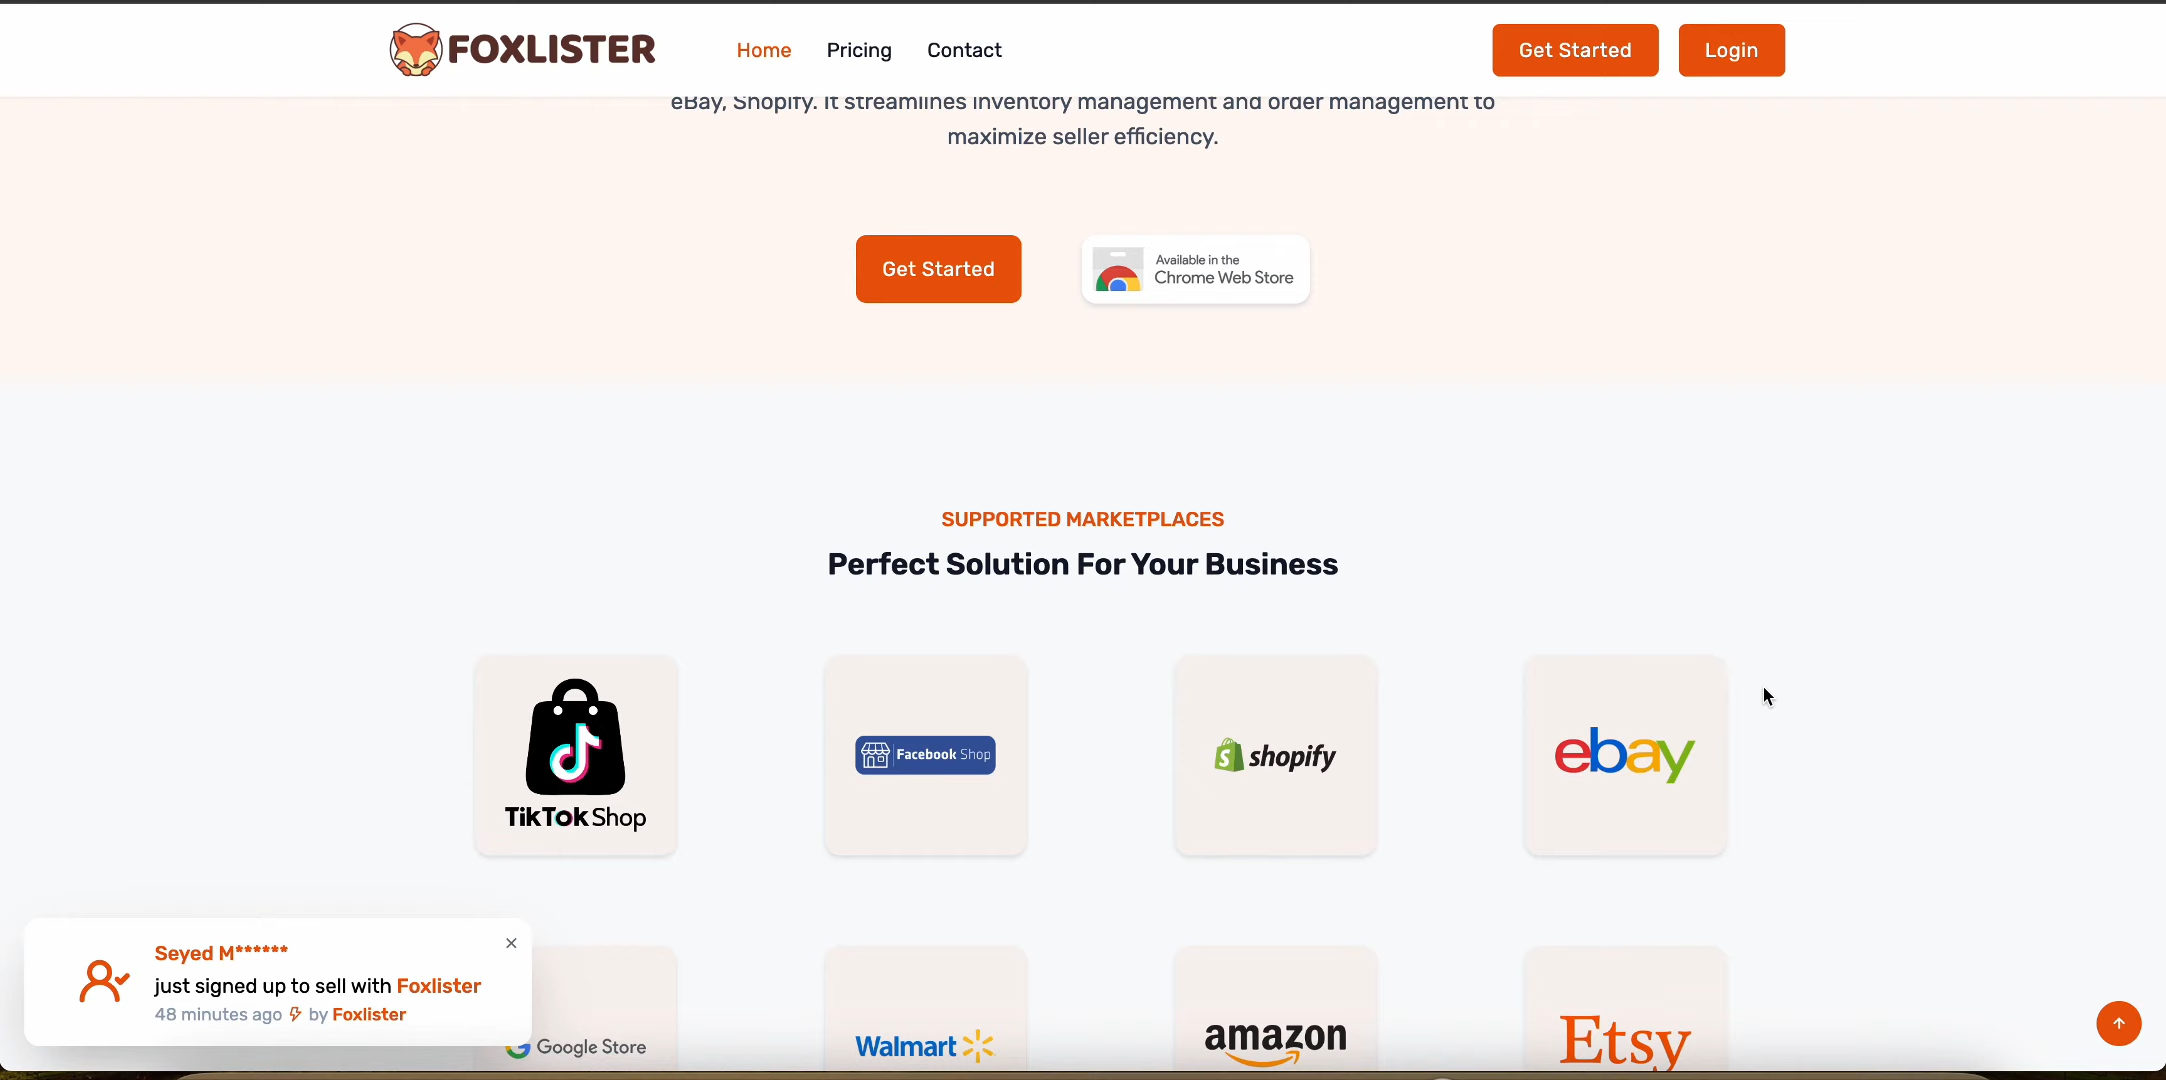 FOXLISTER
Home
Pricing
Contact
Get Started
Login
eBay, Shopify. It streamlines inventory management and order management to
maximize seller efficiency.
Get Started
Available in the
Chrome Web Store
SUPPORTED MARKETPLACES
Perfect Solution For Your Business
TikTok Shop
Facebook Shop
shopify
ebay
Seyed M******
just signed up to sell with Foxlister
48 minutes ago by Foxlister
Google Store
Walmart
amazon
Etsy